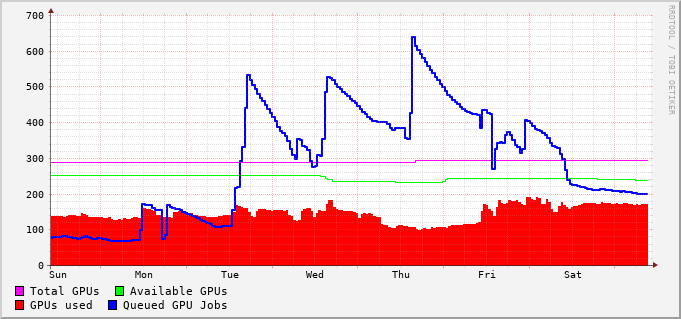 700
600
500
400
300
200
100
0
Sun Mon Tue Wed Thu Fri Sat
Total GPUs Available GPUs
GPUs used Queued GPU Jobs
RRDTOOL / TOBI OETIKER